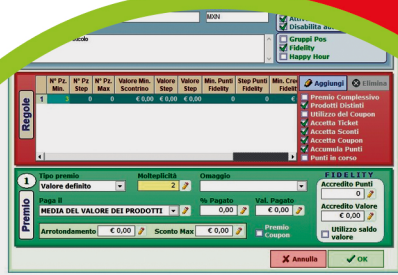 MXN
Disabilita
Gruppi Pos
Fidelity
Happy Hour
Regole
N° Pz. Min. N° Pz Step N° Pz. Max Valore Min. Scontrino Valore Step Valore Step Min. Punti Fidelity Step Punti Fidelity Min.
1 3 0 0 € 0,00 € 0,00 € 0,00 0 0 €
Aggiungi Elimina
Premio Complessivo
Prodotti Distinti
Utilizzo del Coupon
Accetta Ticket
Accetta Sconti
Accetta Coupon
Accumula Punti
Punti in corso
1 Premio
Tipo premio Molteplicità Omaggio
Valore definito 2
Paga il % Pagato Val. Pagato
MEDIA DEL VALORE DEI PRODOTTI 0,00 € 0,00
Arrotondamento € 0,00 Sconto Max € 0,00 Premio Coupon
FIDELITY
Accredito Punti
0
Accredito Valore
€ 0,00
Utilizzo saldo valore
Annulla OK